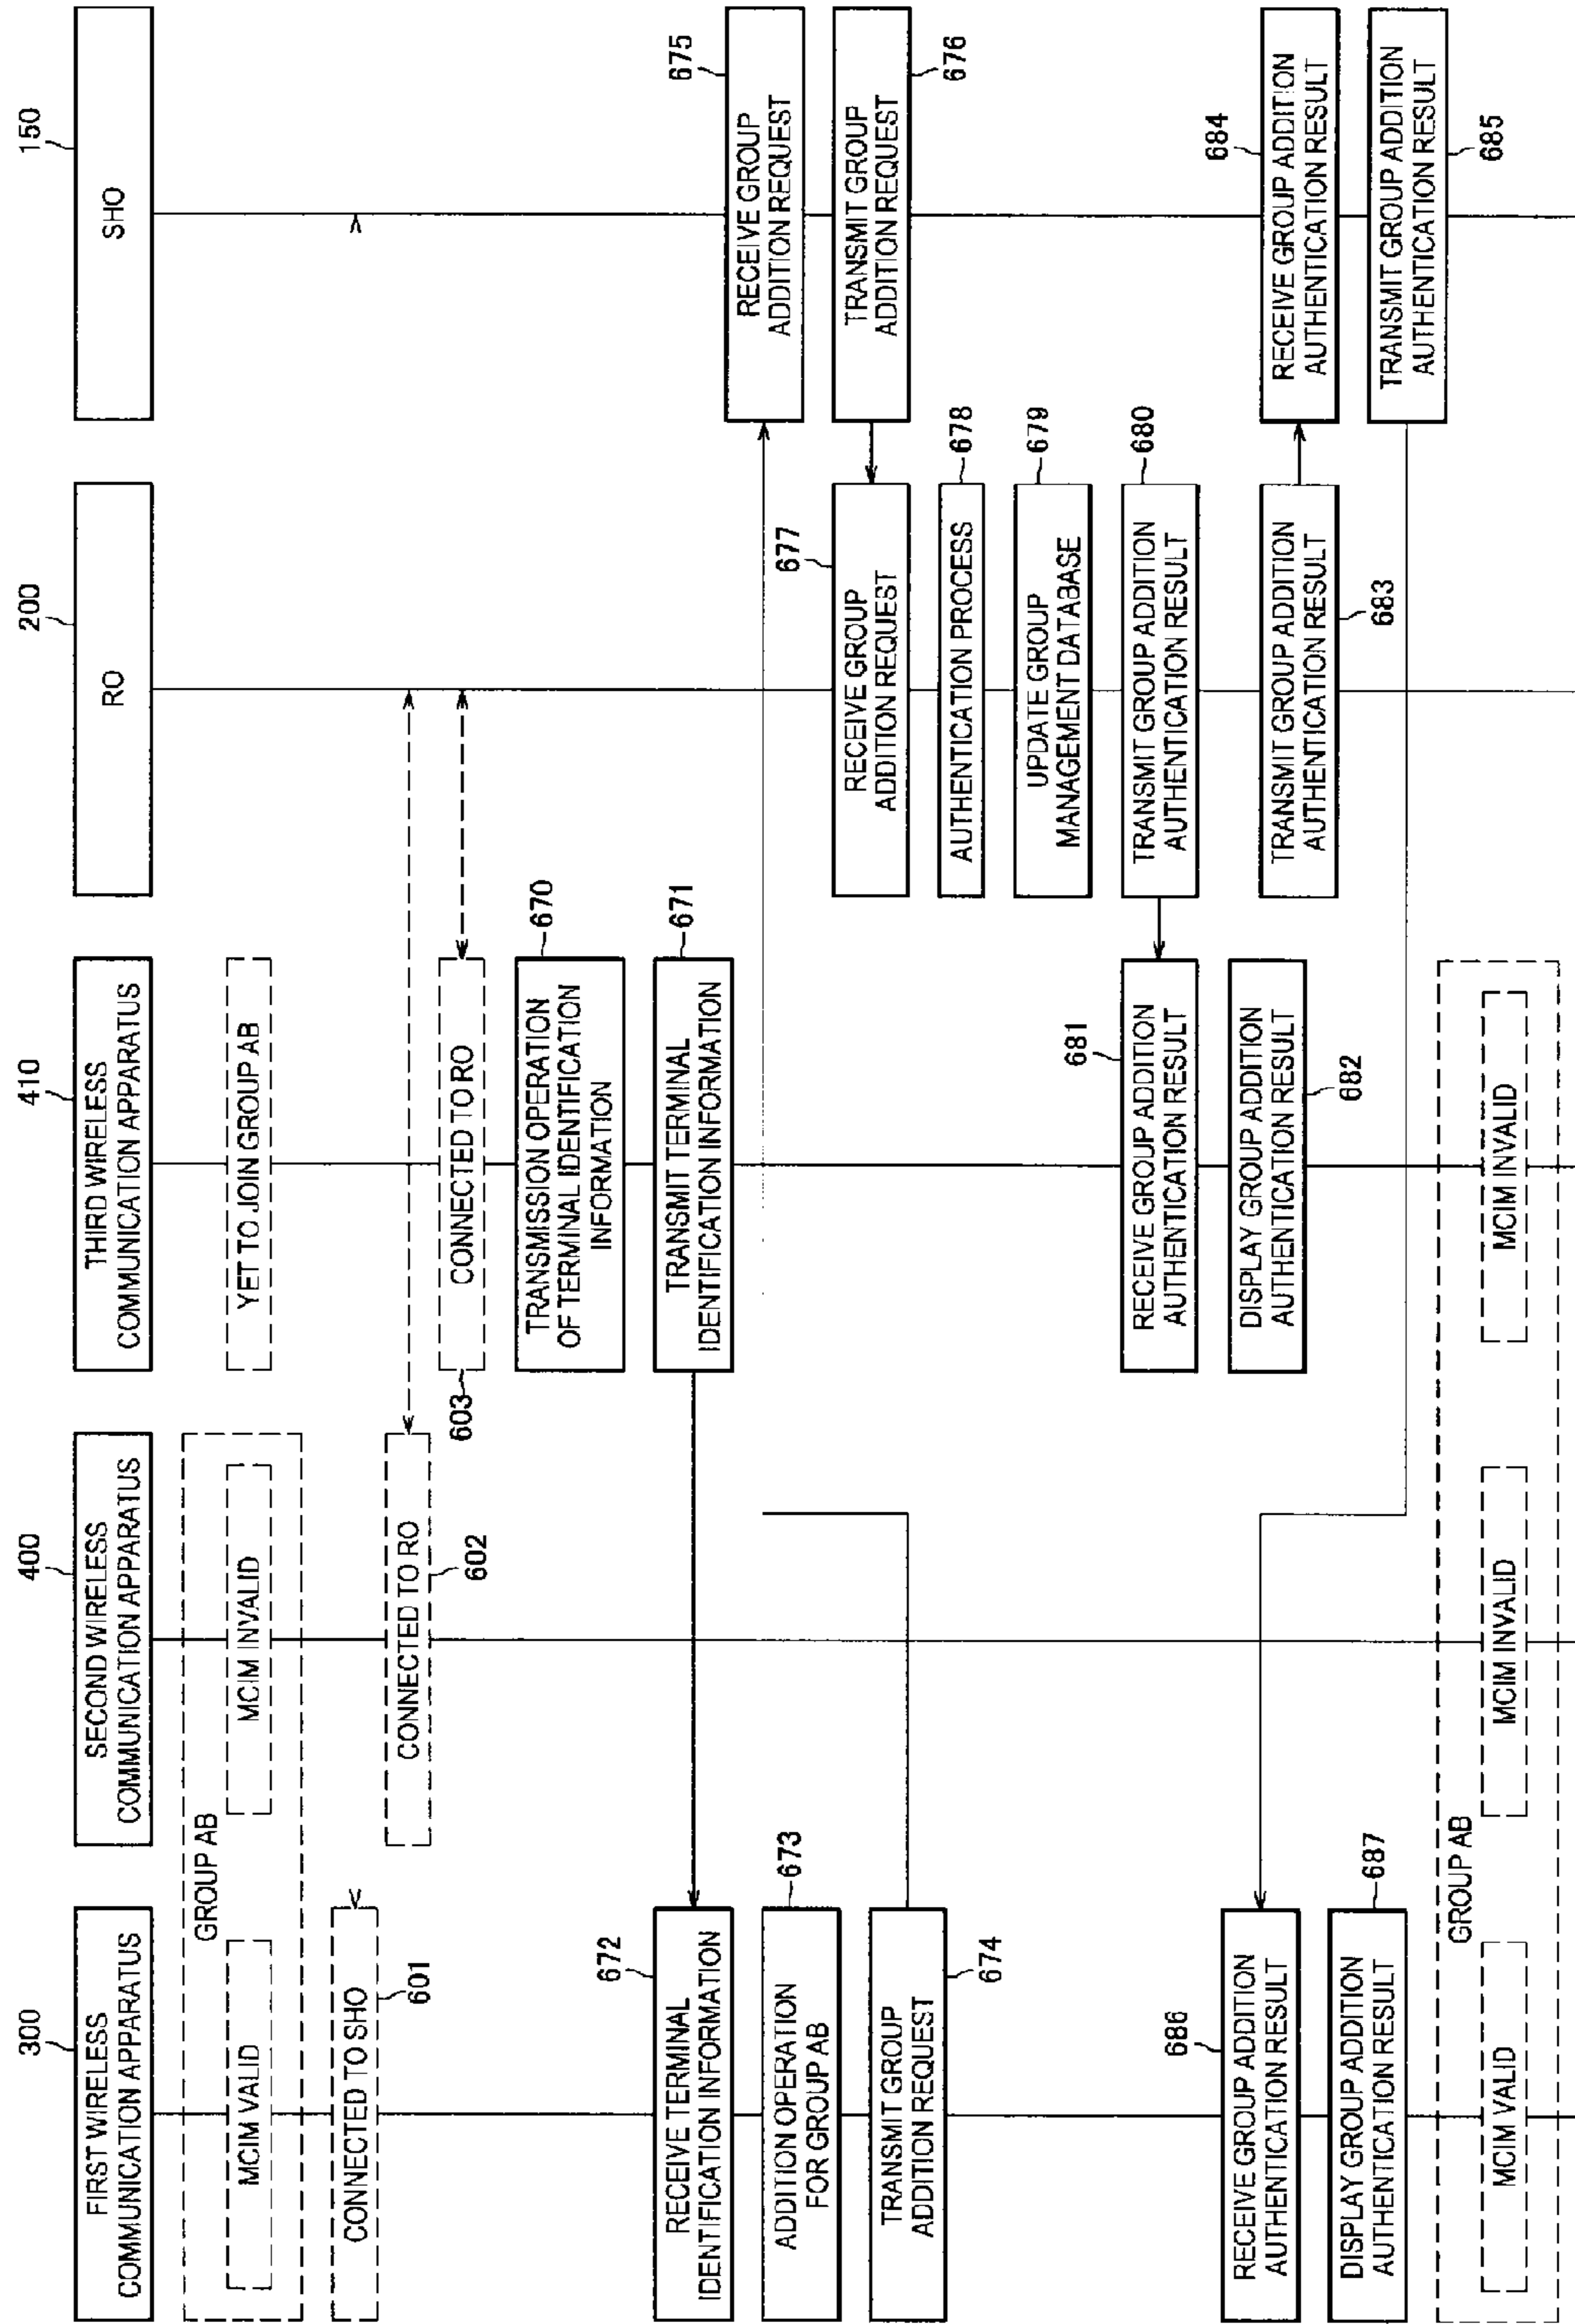 300
400
410
200
150
FIRST WIRELESS
COMMUNICATION APPARATUS
SECOND WIRELESS
COMMUNICATION APPARATUS
THIRD WIRELESS
COMMUNICATION APPARATUS
RO
SHO
GROUP AB
MCIM VALID
MCIM INVALID
YET TO JOIN GROUP AB
CONNECTED TO SHO
601
CONNECTED TO RO
602
CONNECTED TO RO
603
TRANSMISSION OPERATION
OF TERMINAL IDENTIFICATION
INFORMATION
670
TRANSMIT TERMINAL
IDENTIFICATION INFORMATION
671
672
RECEIVE TERMINAL
IDENTIFICATION INFORMATION
ADDITION OPERATION
FOR GROUP AB
673
TRANSMIT GROUP
ADDITION REQUEST
674
RECEIVE GROUP
ADDITION REQUEST
675
TRANSMIT GROUP
ADDITION REQUEST
676
677
RECEIVE GROUP
ADDITION REQUEST
AUTHENTICATION PROCESS
678
UPDATE GROUP
MANAGEMENT DATABASE
679
TRANSMIT GROUP ADDITION
AUTHENTICATION RESULT
680
681
RECEIVE GROUP ADDITION
AUTHENTICATION RESULT
DISPLAY GROUP ADDITION
AUTHENTICATION RESULT
682
TRANSMIT GROUP ADDITION
AUTHENTICATION RESULT
683
684
RECEIVE GROUP ADDITION
AUTHENTICATION RESULT
TRANSMIT GROUP ADDITION
AUTHENTICATION RESULT
685
686
RECEIVE GROUP ADDITION
AUTHENTICATION RESULT
DISPLAY GROUP ADDITION
AUTHENTICATION RESULT
687
GROUP AB
MCIM VALID
MCIM INVALID
MCIM INVALID